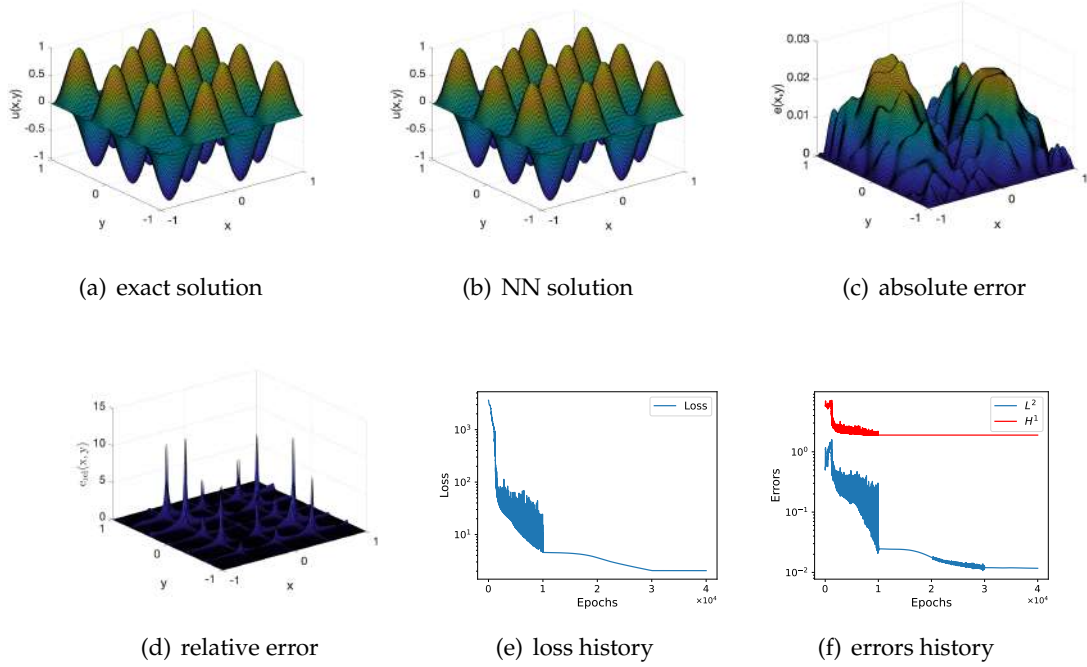 1
0.5
0
-0.5
-1
u(x,y)
1
0
-1
y
-1
0
1
x
(a) exact solution
1
0.5
0
-0.5
-1
u(x,y)
1
0
-1
y
-1
0
1
x
(b) NN solution
0.03
0.02
0.01
0
e(x,y)
1
0
-1
y
-1
0
1
x
(c) absolute error
15
10
5
0
e_rel(x,y)
1
0
-1
y
-1
0
1
x
(d) relative error
Loss
10³
10²
10¹
Loss
0 1 2 3 4
Epochs
×10⁴
(e) loss history
L²
H¹
10⁰
10⁻¹
10⁻²
Errors
0 1 2 3 4
Epochs
×10⁴
(f) errors history